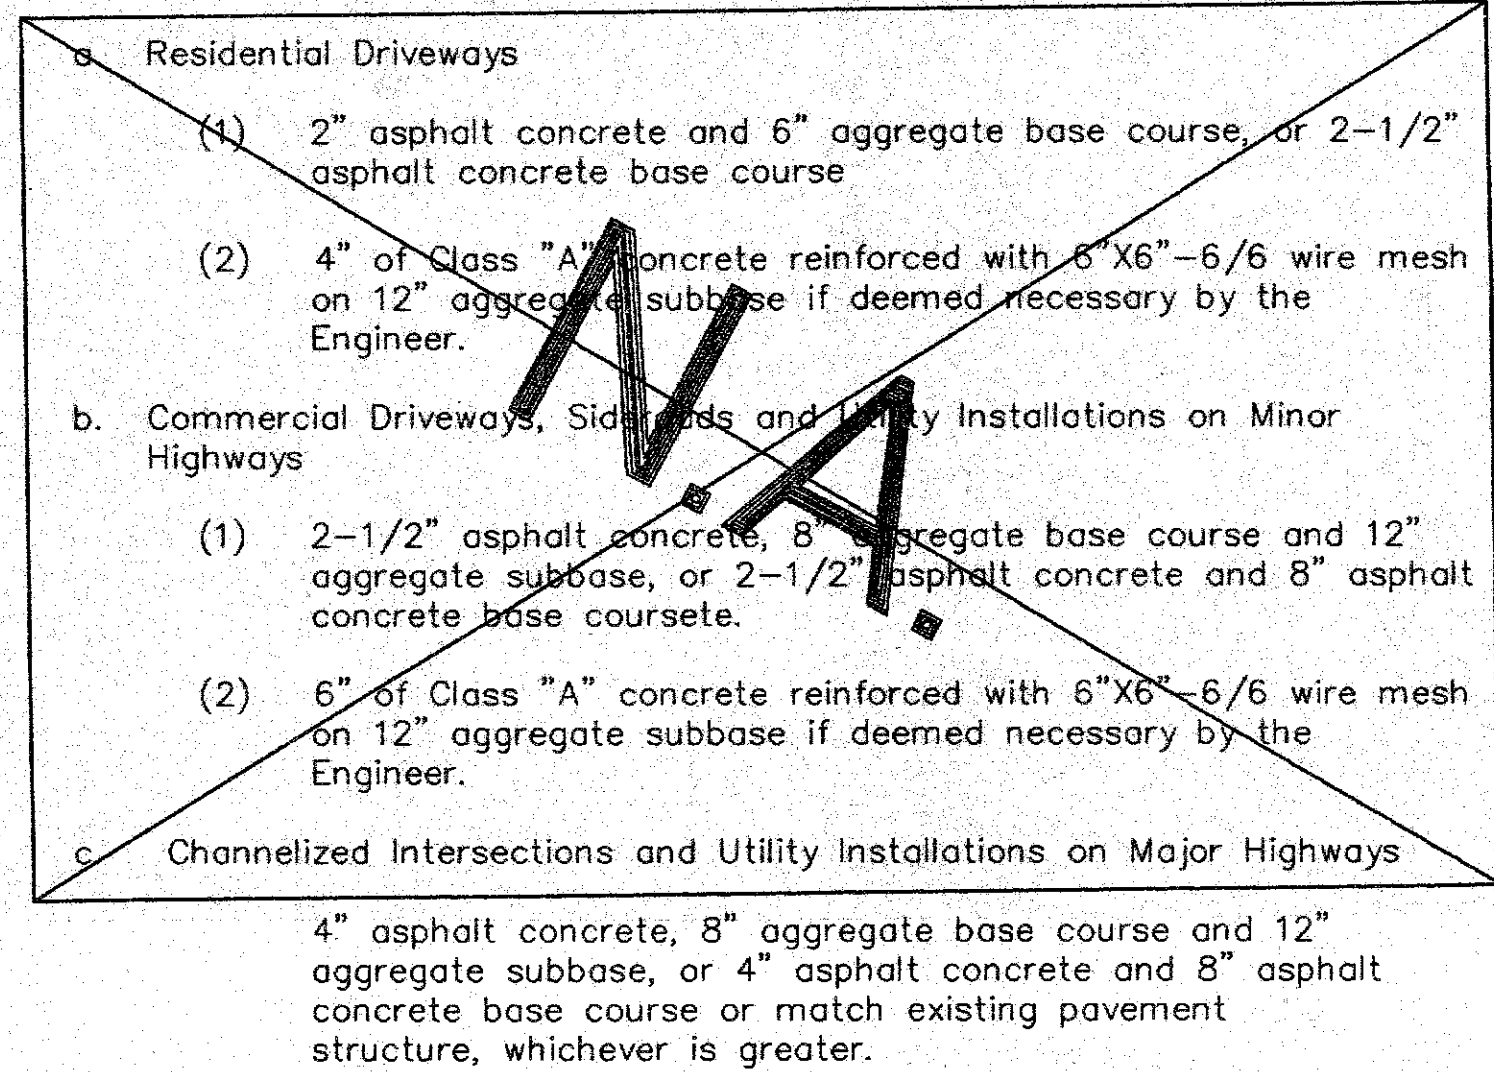 a. Residential Driveways
(1) 2" asphalt concrete and 6" aggregate base course, or 2-1/2"
asphalt concrete base course
(2) 4" of Class "A" concrete reinforced with 6"X6"-6/6 wire mesh
on 12" aggregate subbase if deemed necessary by the
Engineer.
b. Commercial Driveways, Sideroads and Utility Installations on Minor
Highways
(1) 2-1/2" asphalt concrete, 8" aggregate base course and 12"
aggregate subbase, or 2-1/2" asphalt concrete and 8" asphalt
concrete base coursete.
(2) 6" of Class "A" concrete reinforced with 6"X6"-6/6 wire mesh
on 12" aggregate subbase if deemed necessary by the
Engineer.
c. Channelized Intersections and Utility Installations on Major Highways
4" asphalt concrete, 8" aggregate base course and 12"
aggregate subbase, or 4" asphalt concrete and 8" asphalt
concrete base course or match existing pavement
structure, whichever is greater.
N.A.